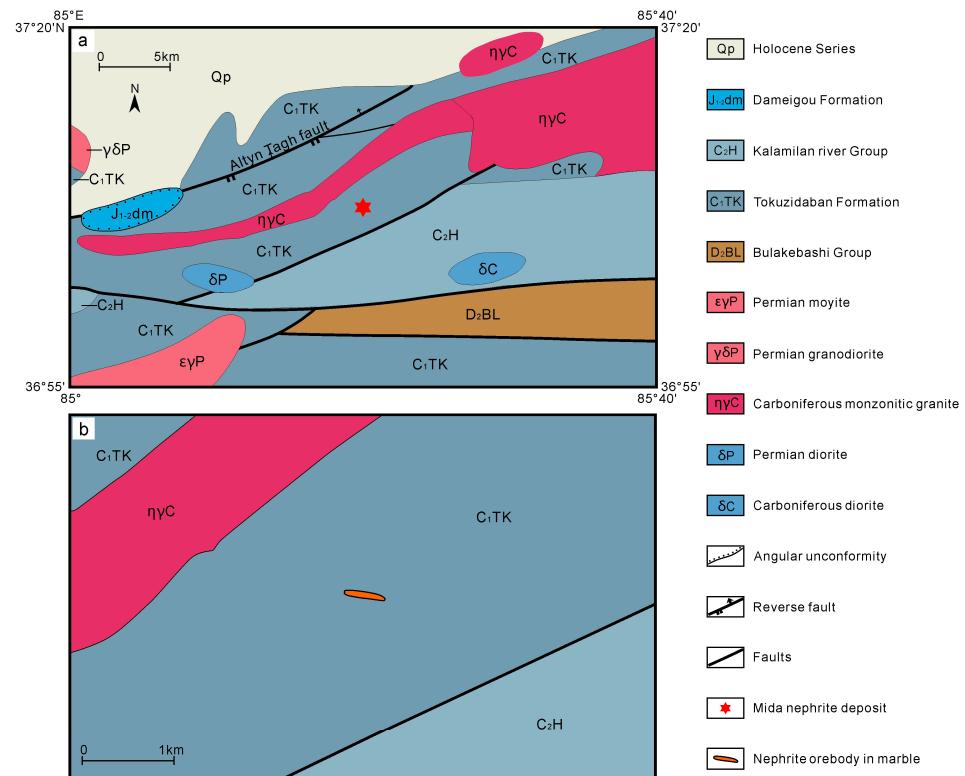 85°E
85°40'
37°20'N
37°20'
a
0 5km
N
Qp
ηγC
C₁TK
C₁TK
ηγC
γδP
Altyn Tagh fault
C₁TK
C₁TK
C₁TK
J₁₋₂dm
ηγC
C₂H
C₁TK
δP
δC
C₂H
D₂BL
C₁TK
εγP
C₁TK
36°55'
36°55'
85°
85°40'
b
C₁TK
ηγC
C₁TK
C₂H
0 1km
Qp Holocene Series
J₁₋₂dm Dameigou Formation
C₂H Kalamilan river Group
C₁TK Tokuzidaban Formation
D₂BL Bulakebashi Group
εγP Permian moyite
γδP Permian granodiorite
ηγC Carboniferous monzonitic granite
δP Permian diorite
δC Carboniferous diorite
Angular unconformity
Reverse fault
Faults
Mida nephrite deposit
Nephrite orebody in marble